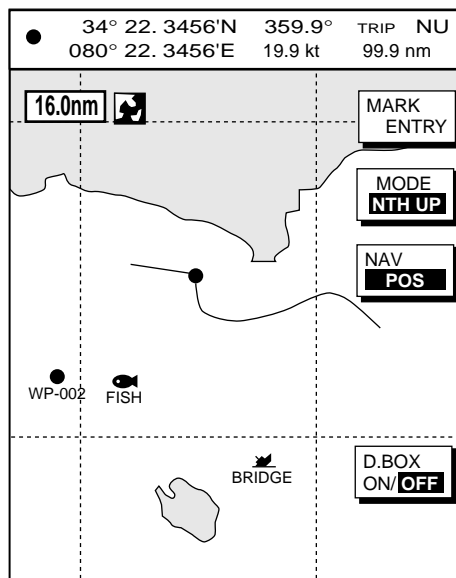 34° 22. 3456'N 359.9° TRIP NU
080° 22. 3456'E 19.9 kt 99.9 nm
16.0nm
MARK
ENTRY
MODE
NTH UP
NAV
POS
WP-002
FISH
BRIDGE
D.BOX
ON/OFF